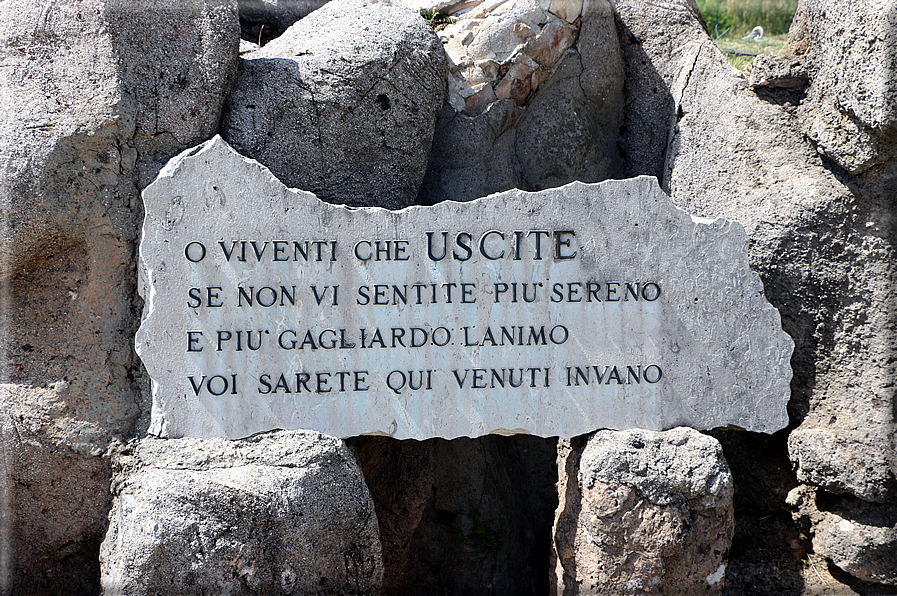 O VIVENTI CHE USCITE
SE NON VI SENTITE PIU' SERENO
E PIU' GAGLIARDO L'ANIMO
VOI SARETE QUI VENUTI INVANO